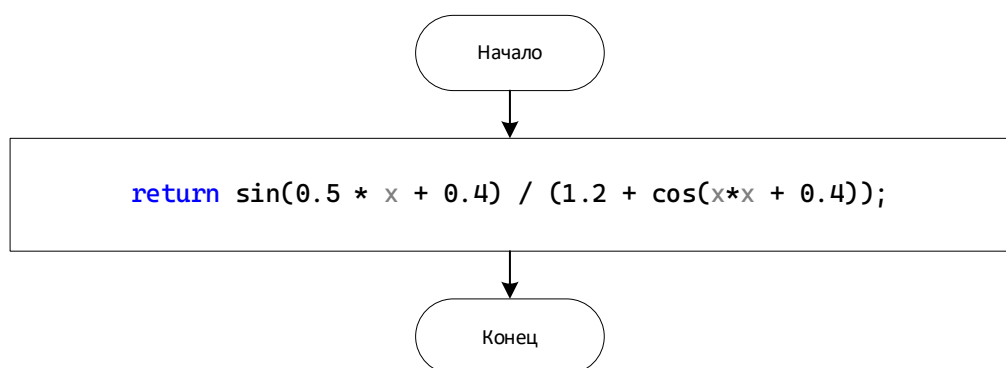 Начало
return sin(0.5 * x + 0.4) / (1.2 + cos(x*x + 0.4));
Конец